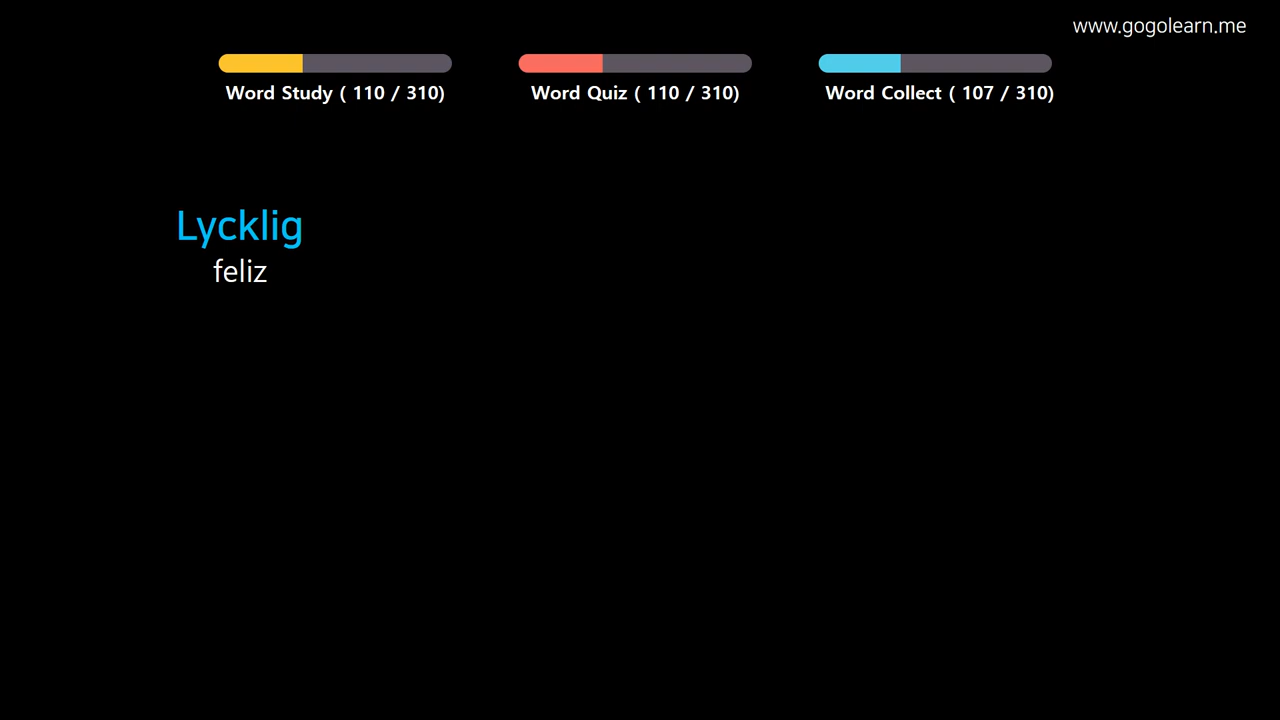 www.gogolearn.me
Word Study ( 110 / 310)
Word Quiz ( 110 / 310)
Word Collect ( 107 / 310)
Lycklig
feliz